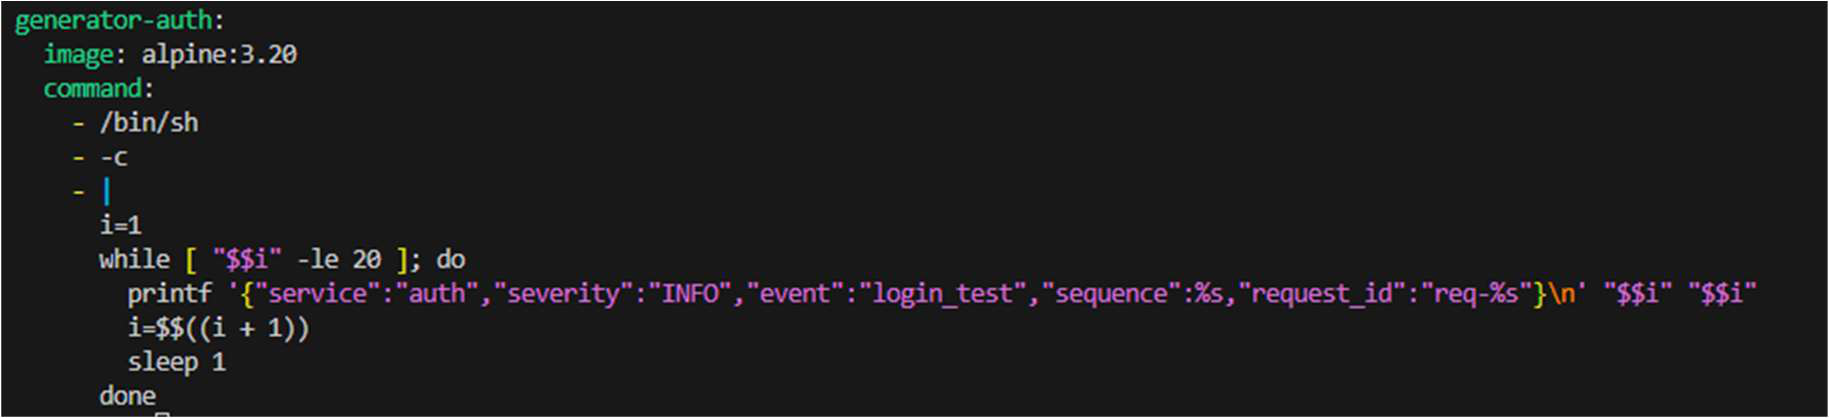 generator-auth:
  image: alpine:3.20
  command:
    - /bin/sh
    - -c
    - |
      i=1
      while [ "$$i" -le 20 ]; do
        printf '{"service":"auth","severity":"INFO","event":"login_test","sequence":%s,"request_id":"req-%s"}\n' "$$i" "$$i"
        i=$$((i + 1))
        sleep 1
      done